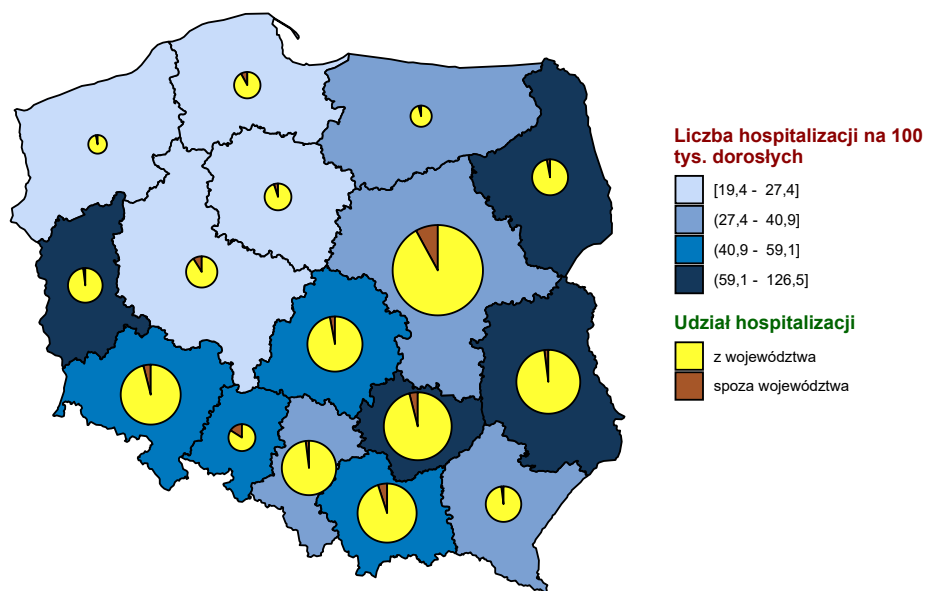 Liczba hospitalizacji na 100
tys. dorosłych
[19,4 - 27,4]
(27,4 - 40,9]
(40,9 - 59,1]
(59,1 - 126,5]
Udział hospitalizacji
z województwa
spoza województwa